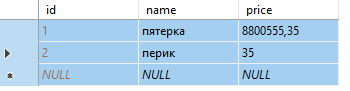 id name price
1 пятерка 8800555,35
2 перик 35
NULL NULL NULL